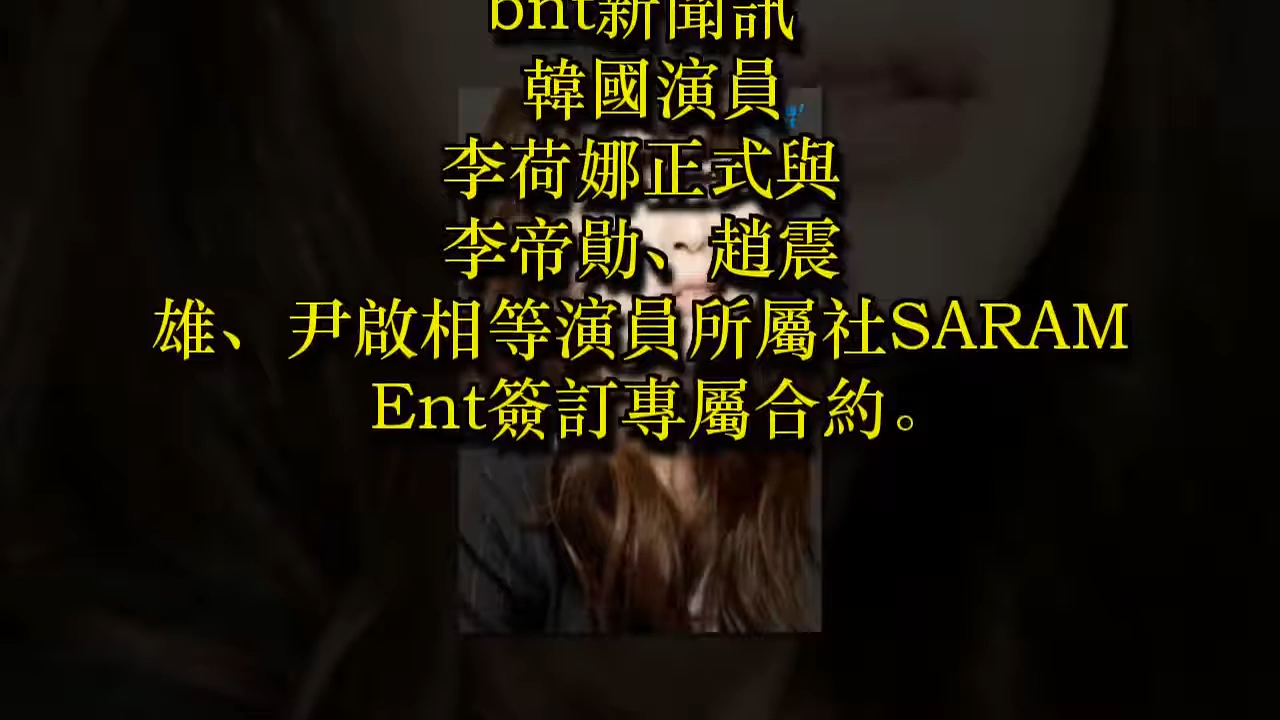 bnt新聞訊
韓國演員
李荷娜正式與
李帝勛、趙震
雄、尹啟相等演員所屬社SARAM
Ent簽訂專屬合約。